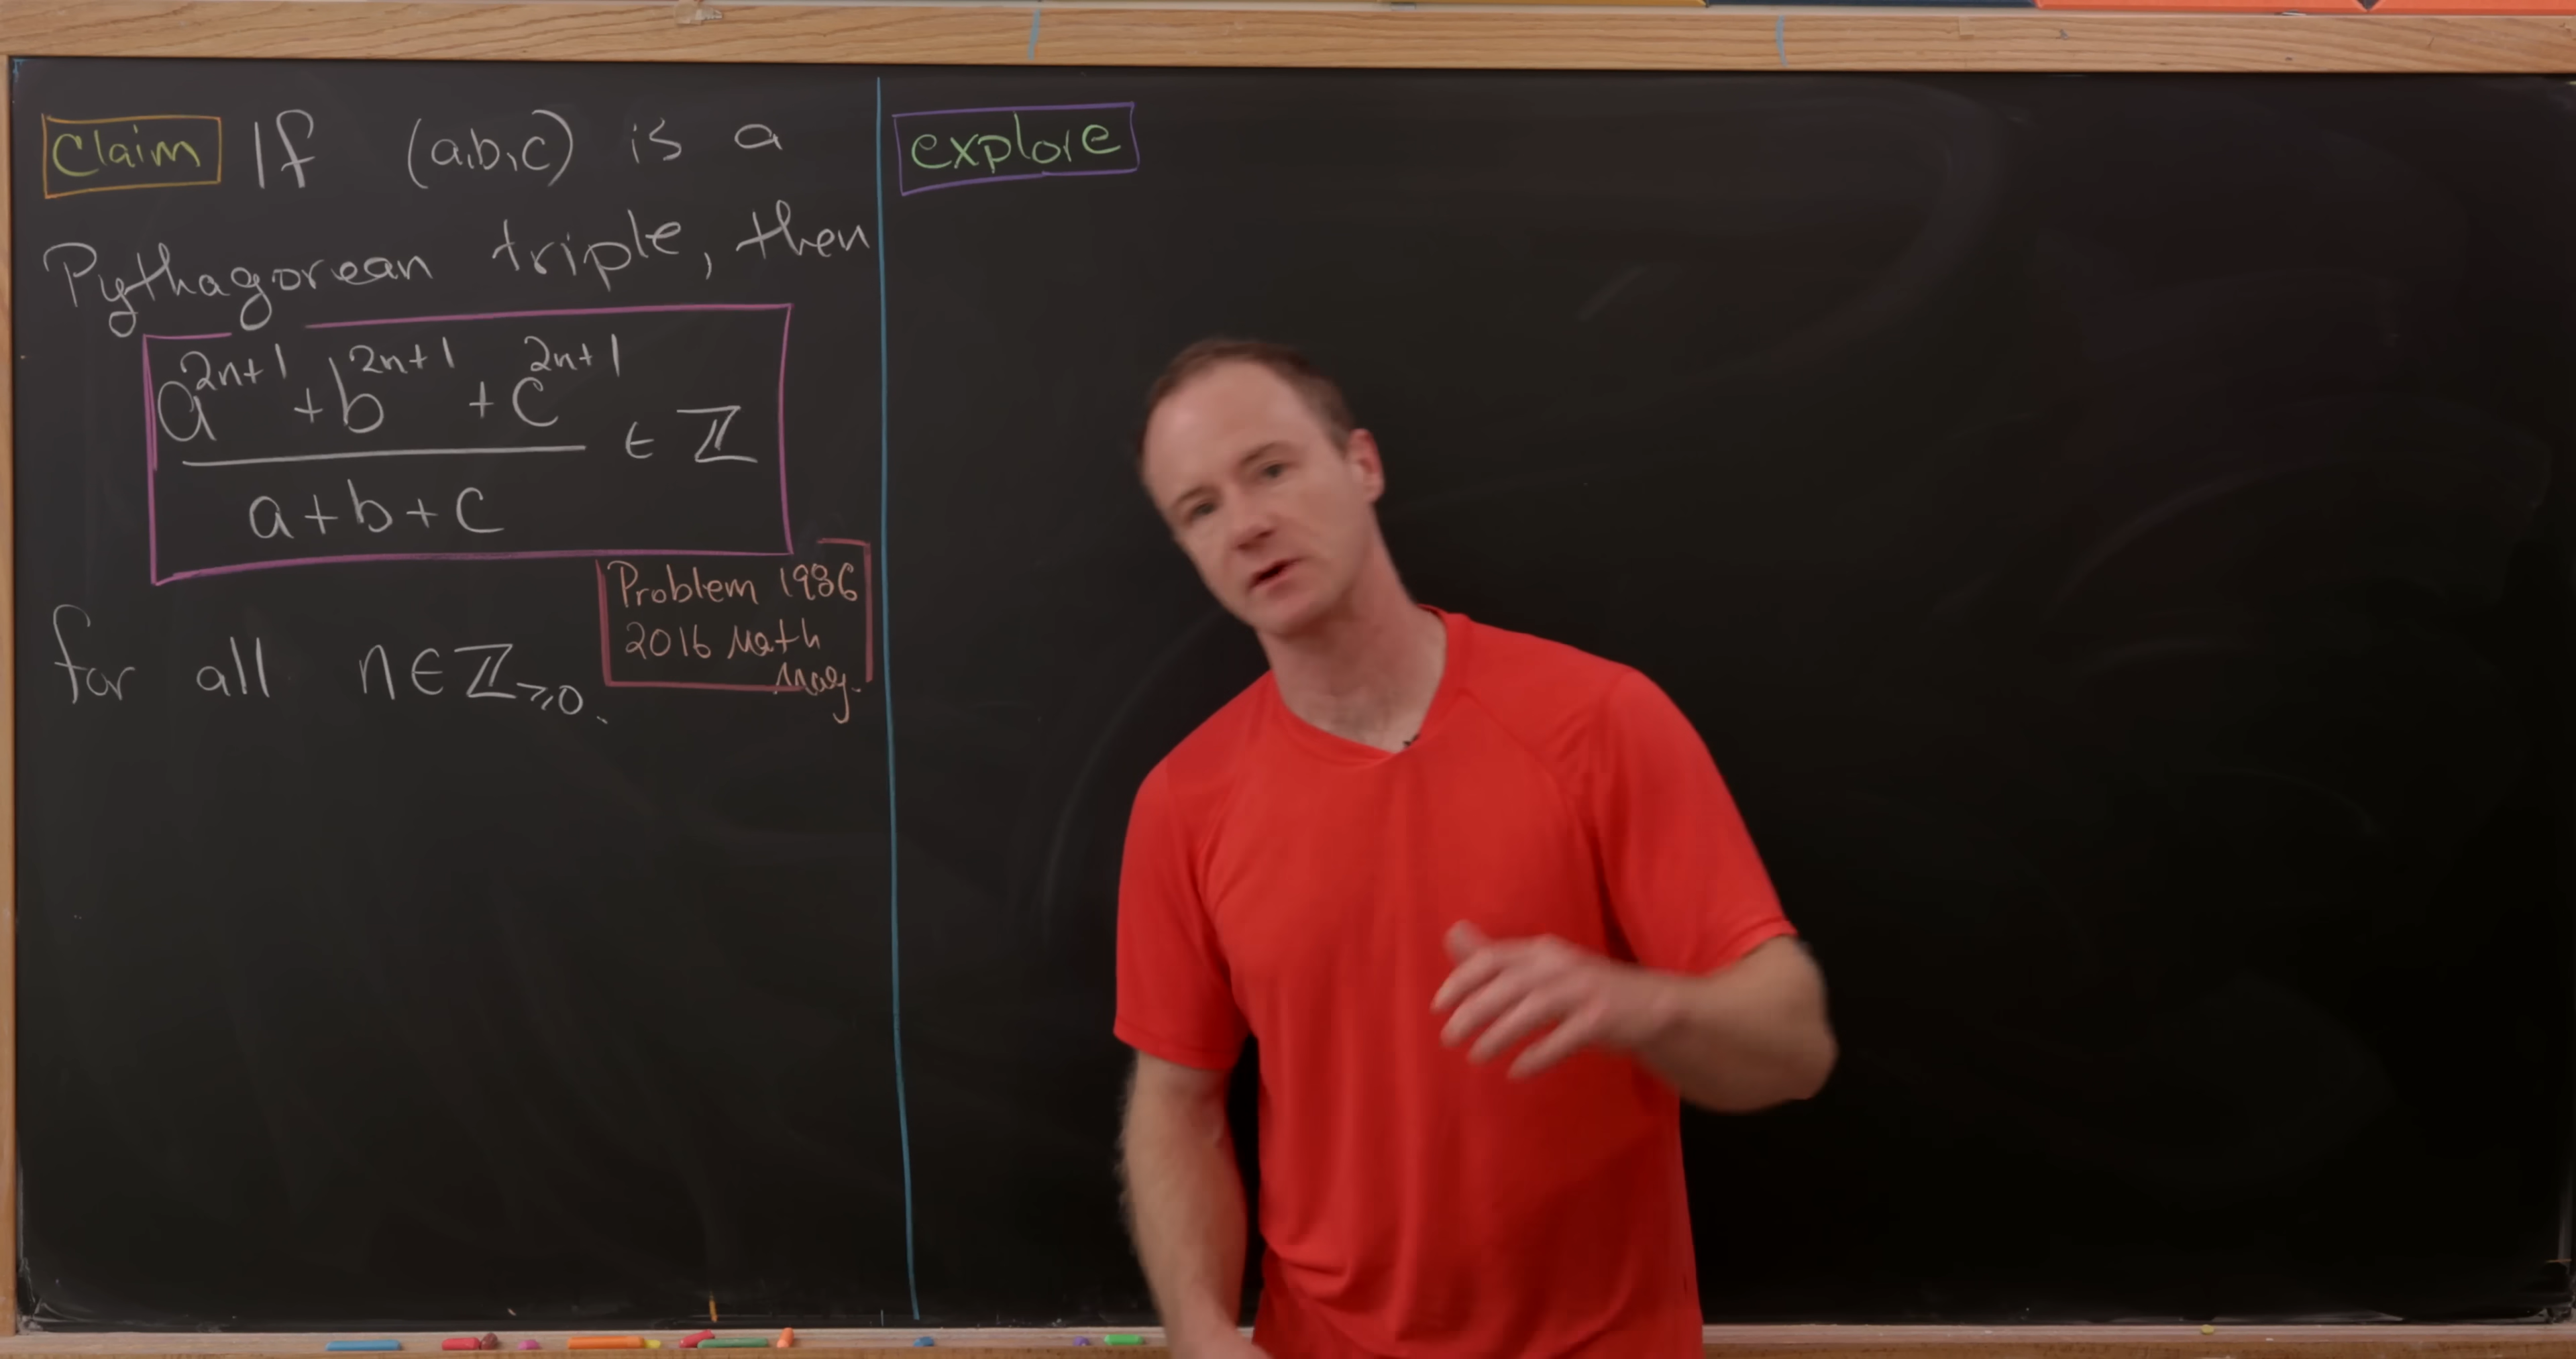 Claim If (a,b,c) is a
Pythagorean triple, then
a^{2n+1} + b^{2n+1} + c^{2n+1}
a+b+c
∈ ℤ
for all n ∈ ℤ≥0.
Problem 1986
2016 Math
Mag.
explore